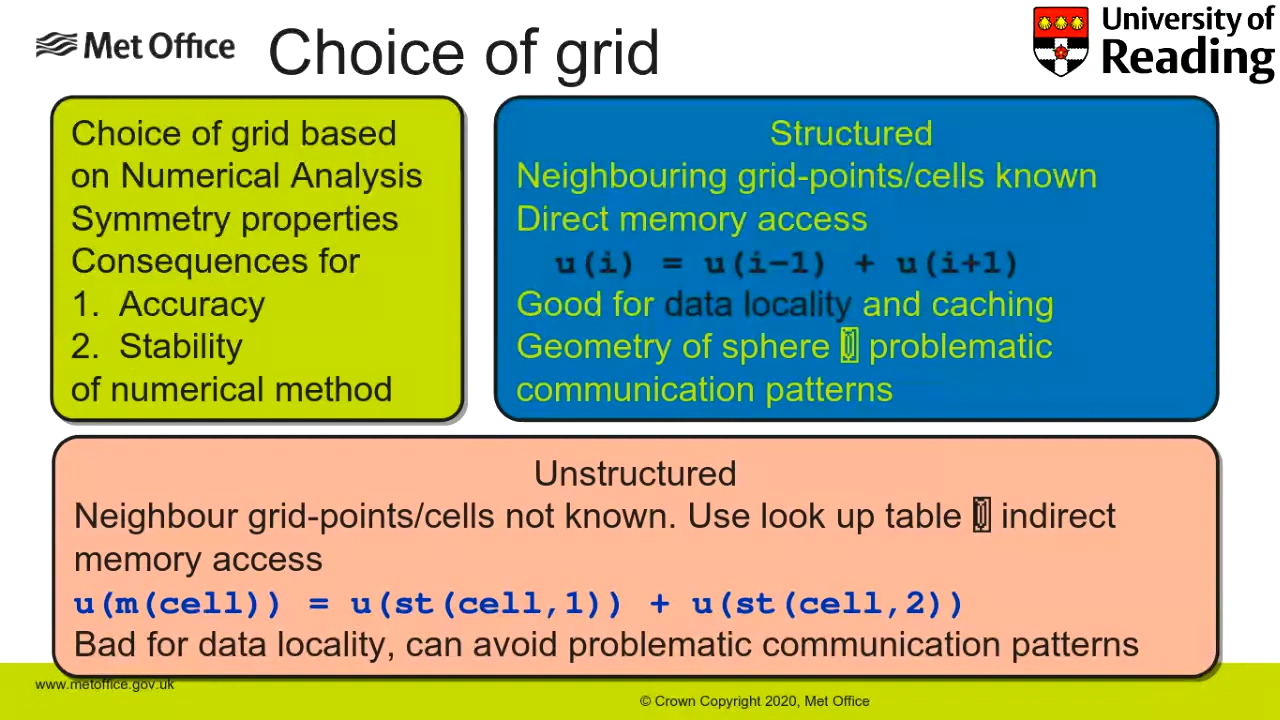 Met Office
Choice of grid
University of
Reading
Choice of grid based
on Numerical Analysis
Symmetry properties
Consequences for
1. Accuracy
2. Stability
of numerical method
Structured
Neighbouring grid-points/cells known
Direct memory access
u(i) = u(i-1) + u(i+1)
Good for data locality and caching
Geometry of sphere problematic
communication patterns
Unstructured
Neighbour grid-points/cells not known. Use look up table indirect
memory access
u(m(cell)) = u(st(cell,1)) + u(st(cell,2))
Bad for data locality, can avoid problematic communication patterns
www.metoffice.gov.uk
© Crown Copyright 2020, Met Office